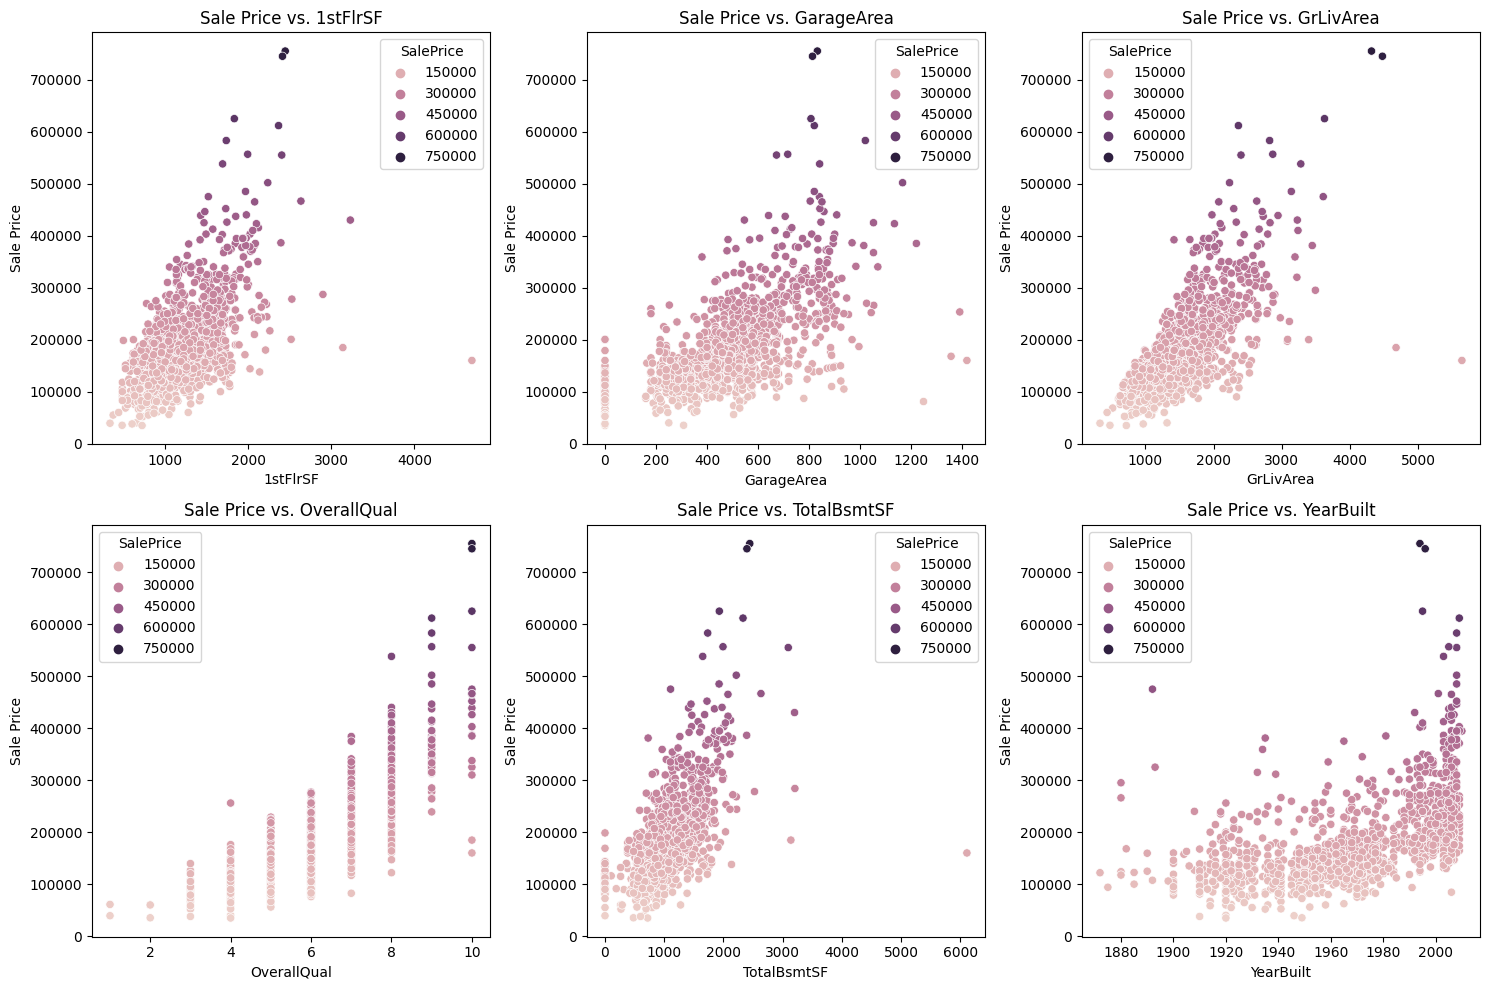 Sale Price vs. 1stFlrSF
SalePrice
150000
300000
450000
600000
750000
Sale Price
700000
600000
500000
400000
300000
200000
100000
0
1000 2000 3000 4000
1stFlrSF
Sale Price vs. GarageArea
SalePrice
150000
300000
450000
600000
750000
Sale Price
700000
600000
500000
400000
300000
200000
100000
0
0 200 400 600 800 1000 1200 1400
GarageArea
Sale Price vs. GrLivArea
SalePrice
150000
300000
450000
600000
750000
Sale Price
700000
600000
500000
400000
300000
200000
100000
0
1000 2000 3000 4000 5000
GrLivArea
Sale Price vs. OverallQual
SalePrice
150000
300000
450000
600000
750000
Sale Price
700000
600000
500000
400000
300000
200000
100000
0
2 4 6 8 10
OverallQual
Sale Price vs. TotalBsmtSF
SalePrice
150000
300000
450000
600000
750000
Sale Price
700000
600000
500000
400000
300000
200000
100000
0
0 1000 2000 3000 4000 5000 6000
TotalBsmtSF
Sale Price vs. YearBuilt
SalePrice
150000
300000
450000
600000
750000
Sale Price
700000
600000
500000
400000
300000
200000
100000
0
1880 1900 1920 1940 1960 1980 2000
YearBuilt